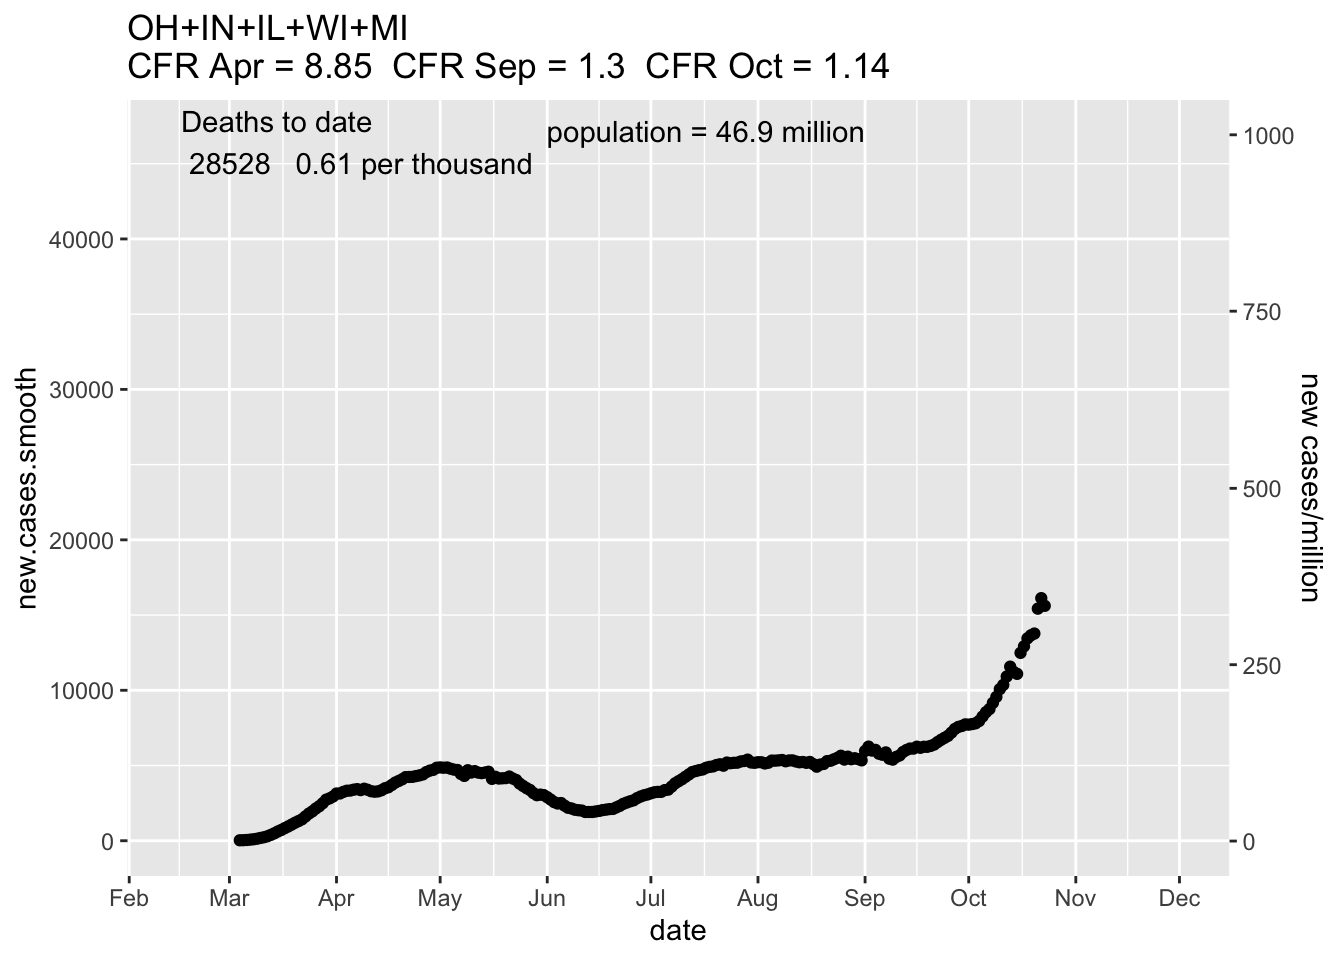 OH+IN+IL+WI+MI
CFR Apr = 8.85  CFR Sep = 1.3  CFR Oct = 1.14
Deaths to date
28528   0.61 per thousand
population = 46.9 million
new.cases.smooth
40000
30000
20000
10000
0
1000
750
500
250
0
new cases/million
Feb Mar Apr May Jun Jul Aug Sep Oct Nov Dec
date